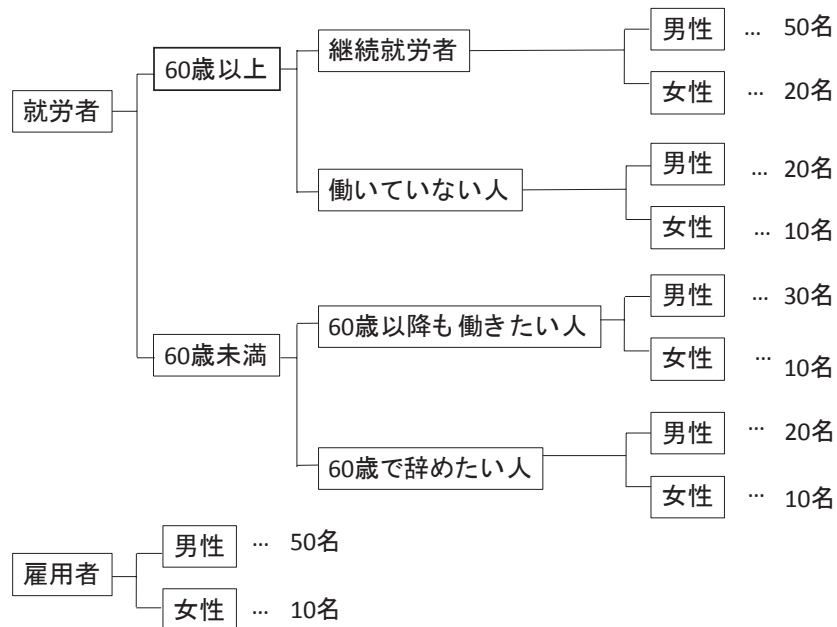 就労者
60歳以上
継続就労者
男性 … 50名
女性 … 20名
働いていない人
男性 … 20名
女性 … 10名
60歳未満
60歳以降も働きたい人
男性 … 30名
女性 … 10名
60歳で辞めたい人
男性 … 20名
女性 … 10名
雇用者
男性 … 50名
女性 … 10名